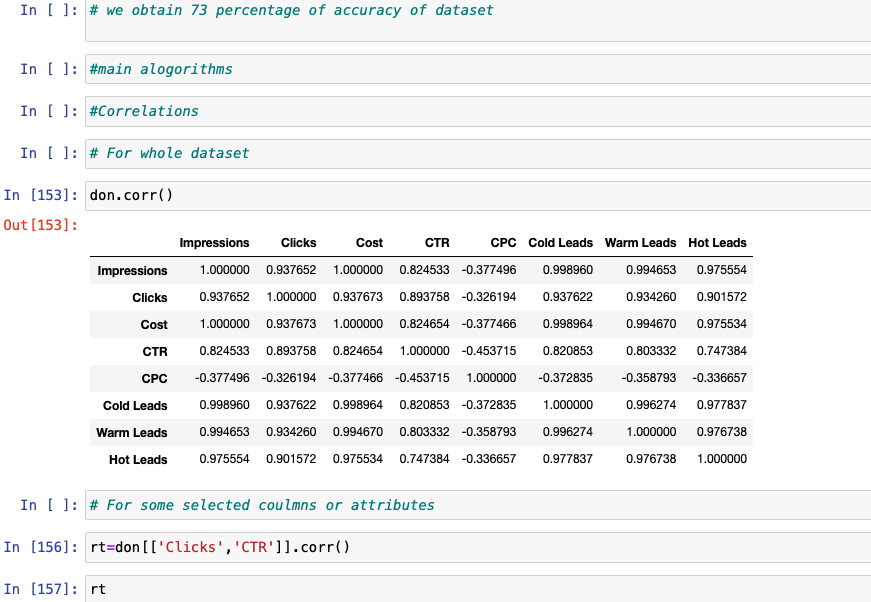 In [ ]: # we obtain 73 percentage of accuracy of dataset
In [ ]: #main alogorithms
In [ ]: #Correlations
In [ ]: # For whole dataset
In [153]: don.corr()
Out[153]:
Impressions Clicks Cost CTR CPC Cold Leads Warm Leads Hot Leads
Impressions 1.000000 0.937652 1.000000 0.824533 -0.377496 0.998960 0.994653 0.975554
Clicks 0.937652 1.000000 0.937673 0.893758 -0.326194 0.937622 0.934260 0.901572
Cost 1.000000 0.937673 1.000000 0.824654 -0.377466 0.998964 0.994670 0.975534
CTR 0.824533 0.893758 0.824654 1.000000 -0.453715 0.820853 0.803332 0.747384
CPC -0.377496 -0.326194 -0.377466 -0.453715 1.000000 -0.372835 -0.358793 -0.336657
Cold Leads 0.998960 0.937622 0.998964 0.820853 -0.372835 1.000000 0.996274 0.977837
Warm Leads 0.994653 0.934260 0.994670 0.803332 -0.358793 0.996274 1.000000 0.976738
Hot Leads 0.975554 0.901572 0.975534 0.747384 -0.336657 0.977837 0.976738 1.000000
In [ ]: # For some selected coulmns or attributes
In [156]: rt=don[['Clicks','CTR']].corr()
In [157]: rt